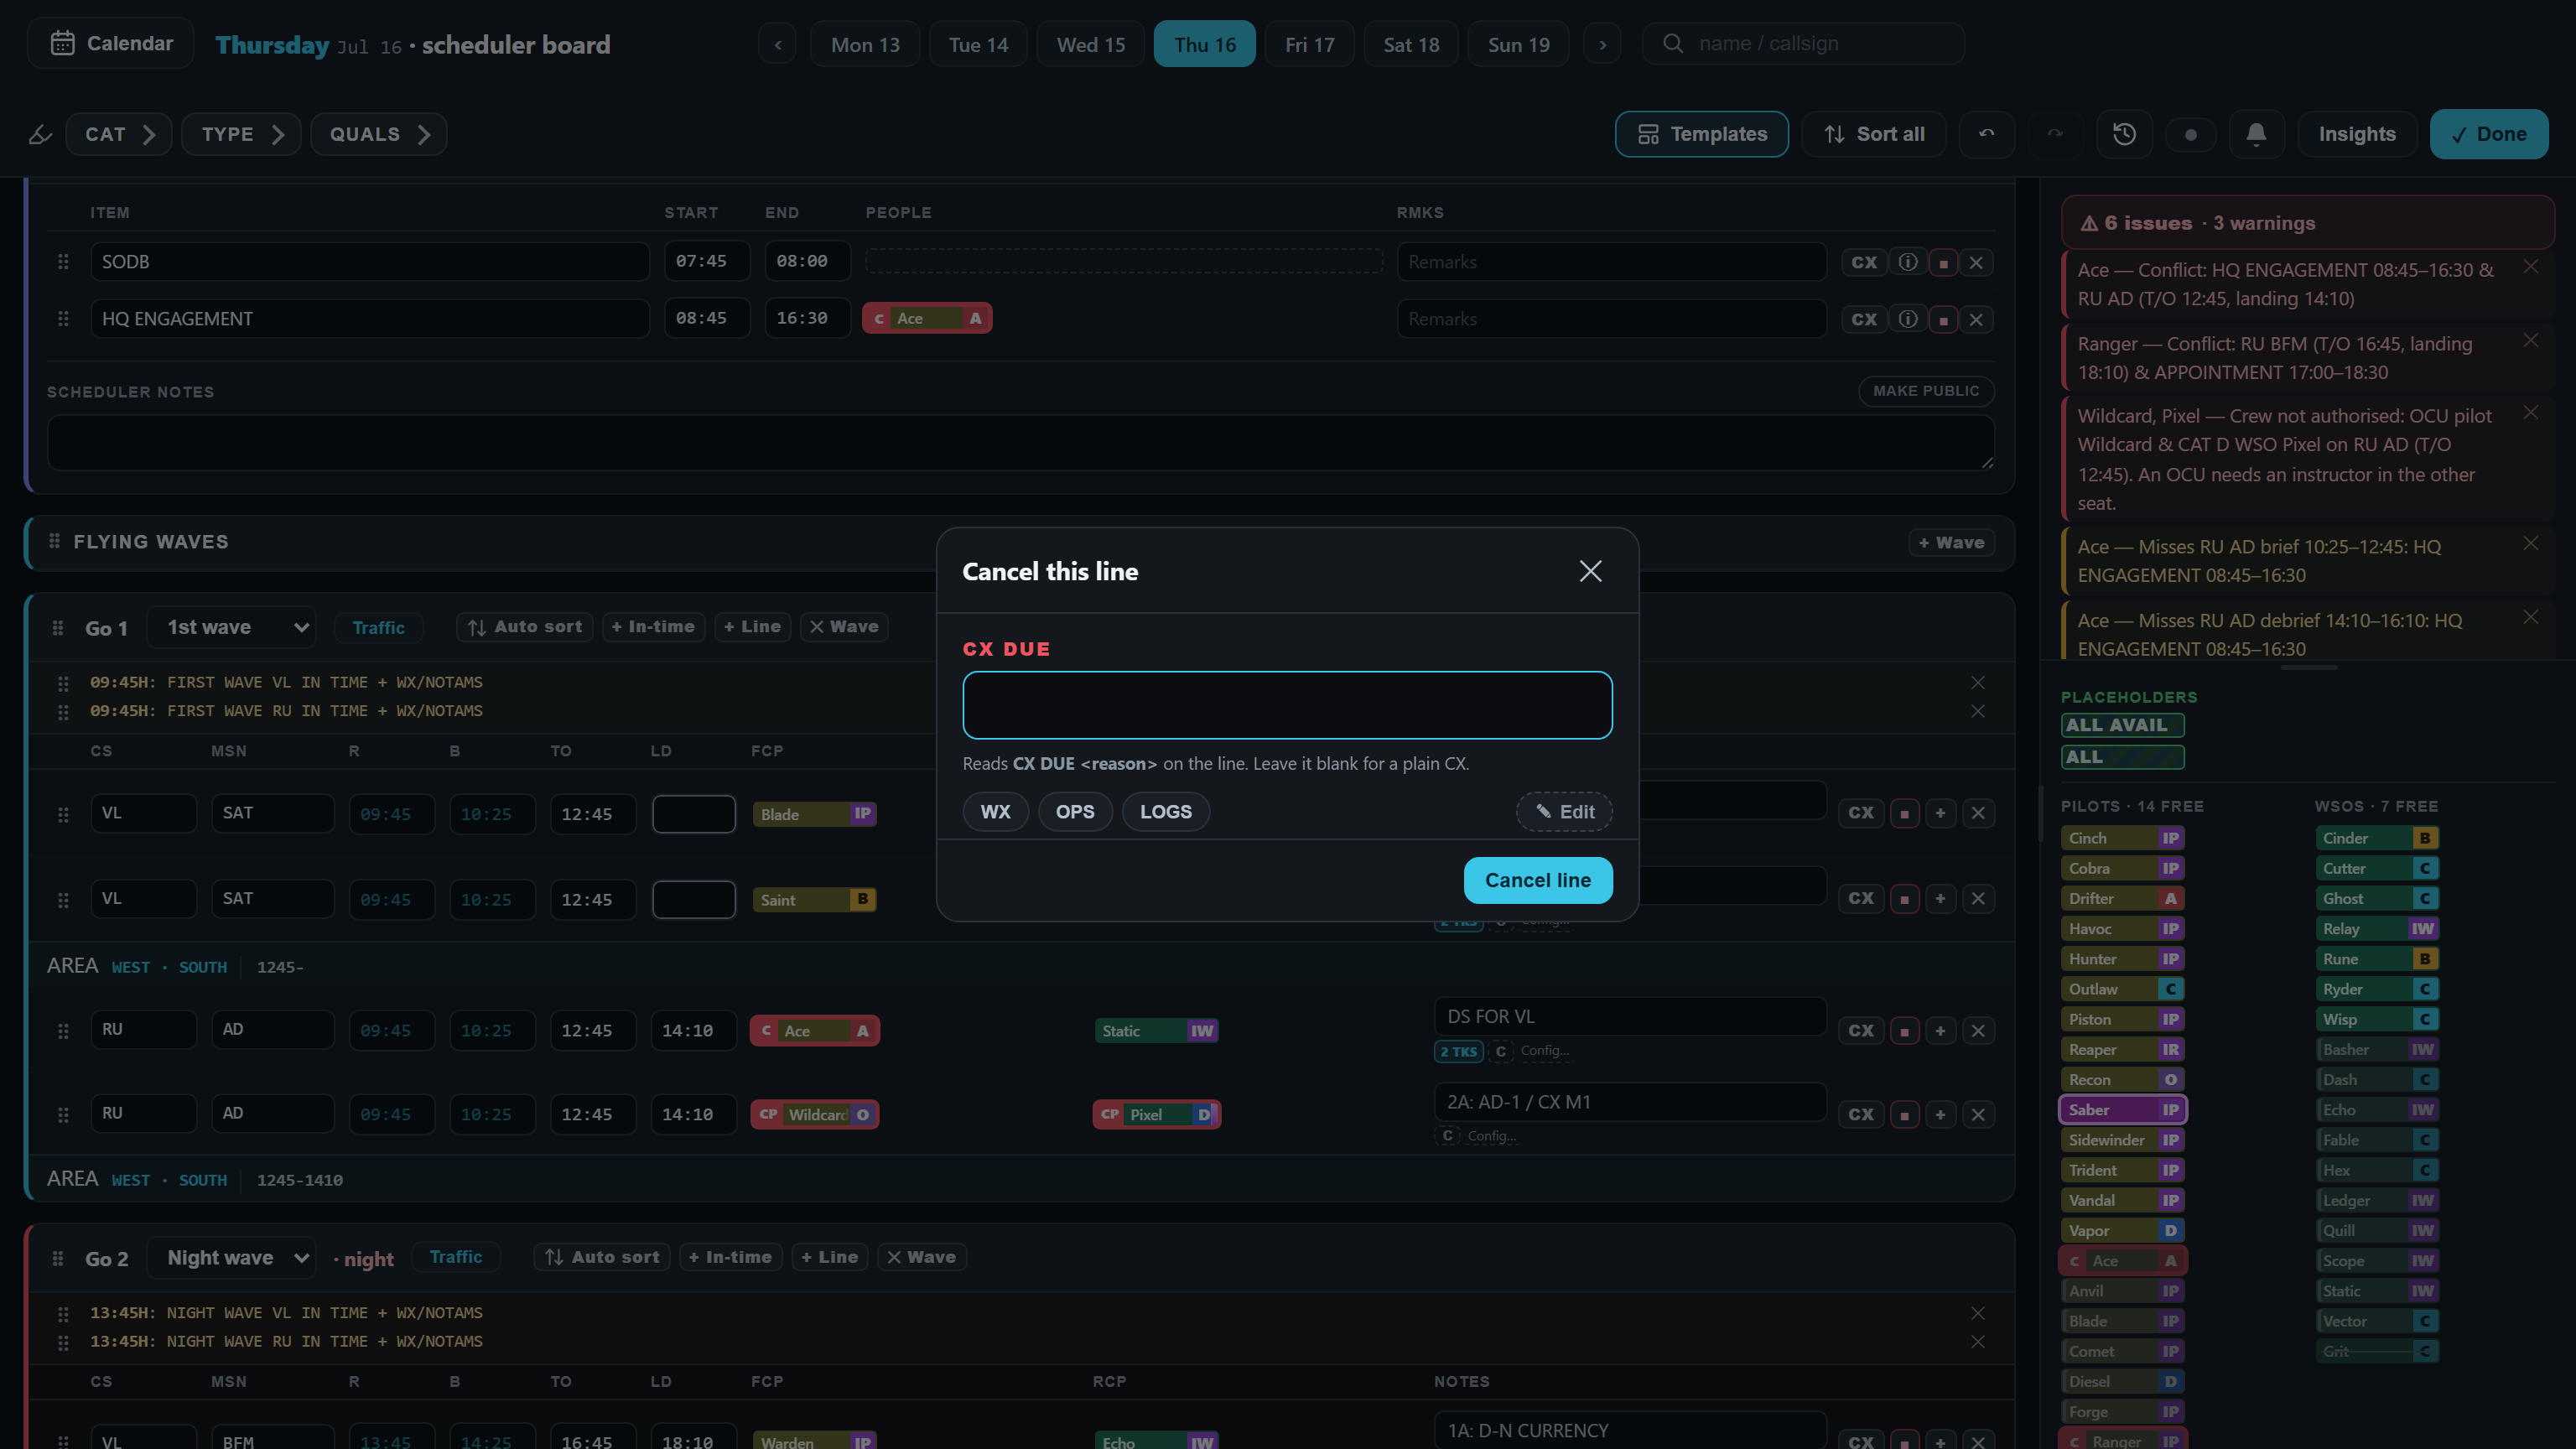 Calendar
Thursday Jul 16 · scheduler board
‹ Mon 13 Tue 14 Wed 15 Thu 16 Fri 17 Sat 18 Sun 19 ›
name / callsign
CAT TYPE QUALS
Templates Sort all Insights ✓ Done
ITEM START END PEOPLE RMKS
SODB 07:45 08:00 Remarks CX
HQ ENGAGEMENT 08:45 16:30 C Ace A Remarks CX
SCHEDULER NOTES MAKE PUBLIC
FLYING WAVES + Wave
Go 1 1st wave Traffic Auto sort + In-time + Line × Wave
09:45H: FIRST WAVE VL IN TIME + WX/NOTAMS
09:45H: FIRST WAVE RU IN TIME + WX/NOTAMS
CS MSN R B TO LD FCP
VL SAT 09:45 10:25 12:45 Blade IP CX
VL SAT 09:45 10:25 12:45 Saint B CX
AREA WEST · SOUTH 1245-
RU AD 09:45 10:25 12:45 14:10 C Ace A Static IW DS FOR VL CX
2 TKS C Config...
RU AD 09:45 10:25 12:45 14:10 CP Wildcard O CP Pixel D 2A: AD-1 / CX M1 CX
C Config...
AREA WEST · SOUTH 1245-1410
Go 2 Night wave · night Traffic Auto sort + In-time + Line × Wave
13:45H: NIGHT WAVE VL IN TIME + WX/NOTAMS
13:45H: NIGHT WAVE RU IN TIME + WX/NOTAMS
CS MSN R B TO LD FCP RCP NOTES
VL BFM 13:45 14:25 16:45 18:10 Warden IP Echo IW 1A: D-N CURRENCY CX
Cancel this line
CX DUE
Reads CX DUE <reason> on the line. Leave it blank for a plain CX.
WX OPS LOGS Edit
Cancel line
⚠ 6 issues · 3 warnings
Ace — Conflict: HQ ENGAGEMENT 08:45–16:30 &
RU AD (T/O 12:45, landing 14:10)
Ranger — Conflict: RU BFM (T/O 16:45, landing
18:10) & APPOINTMENT 17:00–18:30
Wildcard, Pixel — Crew not authorised: OCU pilot
Wildcard & CAT D WSO Pixel on RU AD (T/O
12:45). An OCU needs an instructor in the other
seat.
Ace — Misses RU AD brief 10:25–12:45: HQ
ENGAGEMENT 08:45–16:30
Ace — Misses RU AD debrief 14:10–16:10: HQ
ENGAGEMENT 08:45–16:30
PLACEHOLDERS
ALL AVAIL
ALL
PILOTS · 14 FREE
Cinch IP
Cobra IP
Drifter A
Havoc IP
Hunter IP
Outlaw C
Piston IP
Reaper IR
Recon O
Saber IP
Sidewinder IP
Trident IP
Vandal IP
Vapor D
C Ace A
Anvil IP
Blade IP
Comet IP
Diesel D
Forge IP
C Ranger IP
WSOS · 7 FREE
Cinder B
Cutter C
Ghost C
Relay IW
Rune B
Ryder C
Wisp C
Basher IW
Dash C
Echo IW
Fable C
Hex C
Ledger IW
Quill IW
Scope IW
Static IW
Vector C
Grit C